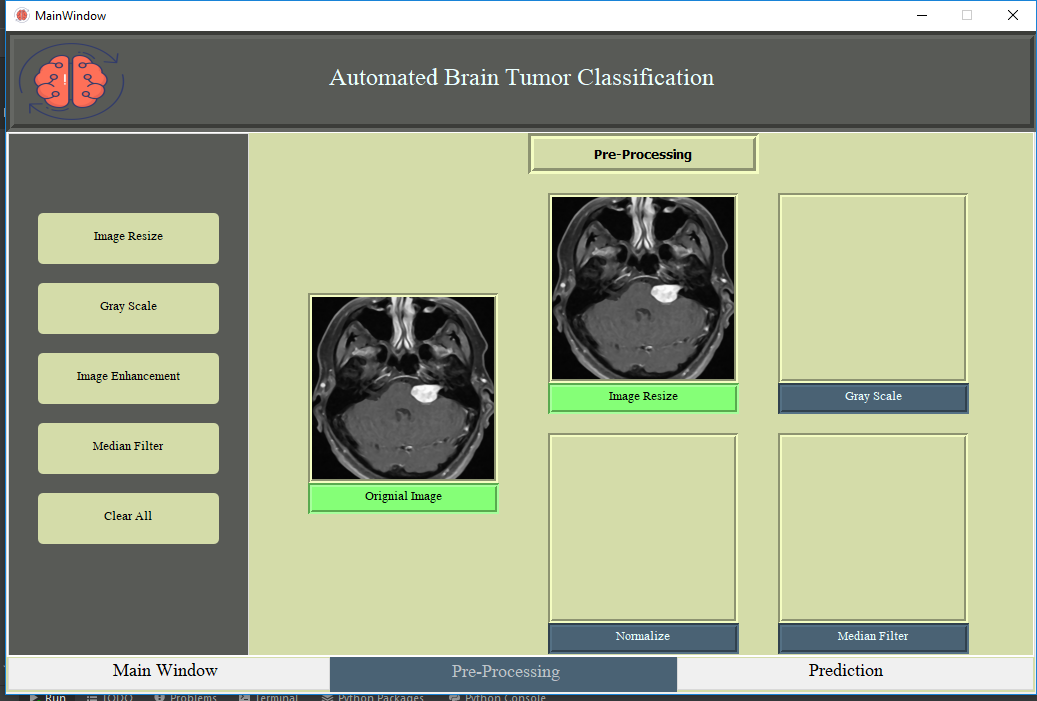 MainWindow
Automated Brain Tumor Classification
Pre-Processing
Image Resize
Gray Scale
Image Enhancement
Median Filter
Clear All
Orignial Image
Image Resize
Gray Scale
Normalize
Median Filter
Main Window
Pre-Processing
Prediction
Run
TODO
Problems
Terminal
Python Packages
Python Console